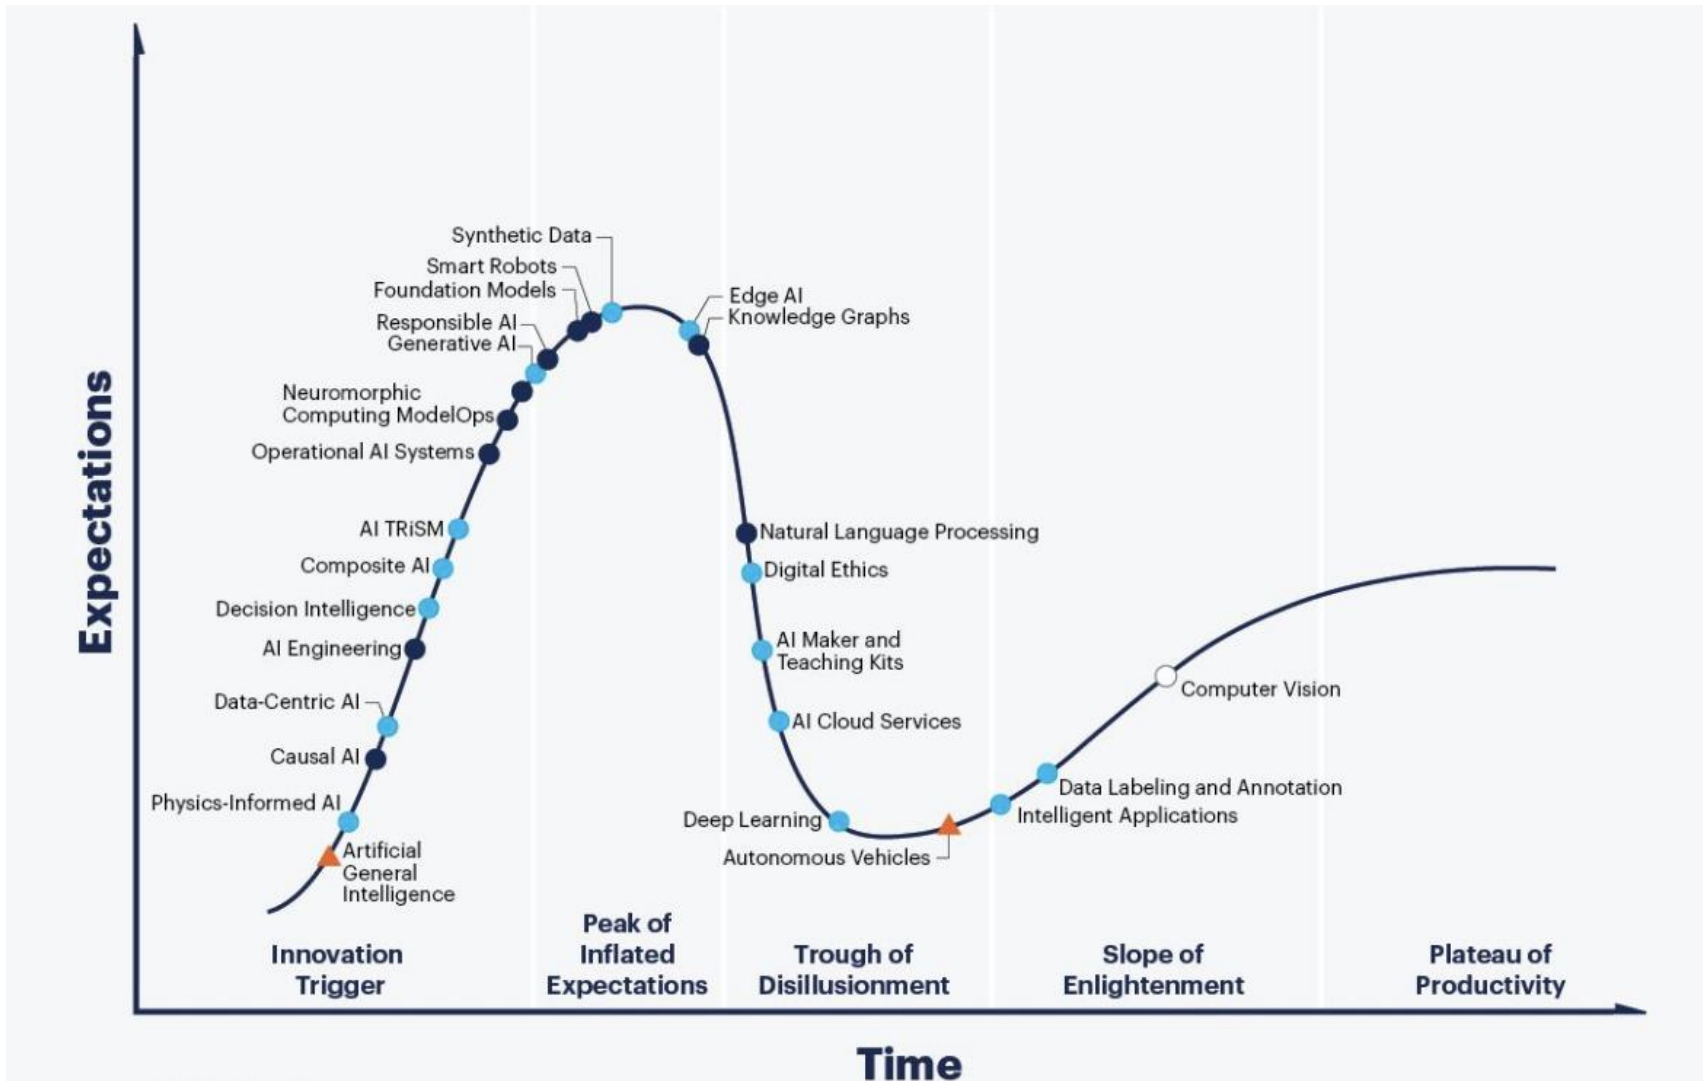 Synthetic Data
Smart Robots
Foundation Models
Responsible AI
Generative AI
Neuromorphic
Computing ModelOps
Operational AI Systems
AI TRiSM
Composite AI
Decision Intelligence
AI Engineering
Data-Centric AI
Causal AI
Physics-Informed AI
Artificial
General
Intelligence
Edge AI
Knowledge Graphs
Natural Language Processing
Digital Ethics
AI Maker and
Teaching Kits
AI Cloud Services
Deep Learning
Autonomous Vehicles
Computer Vision
Data Labeling and Annotation
Intelligent Applications
Expectations
Innovation
Trigger
Peak of
Inflated
Expectations
Trough of
Disillusionment
Slope of
Enlightenment
Plateau of
Productivity
Time